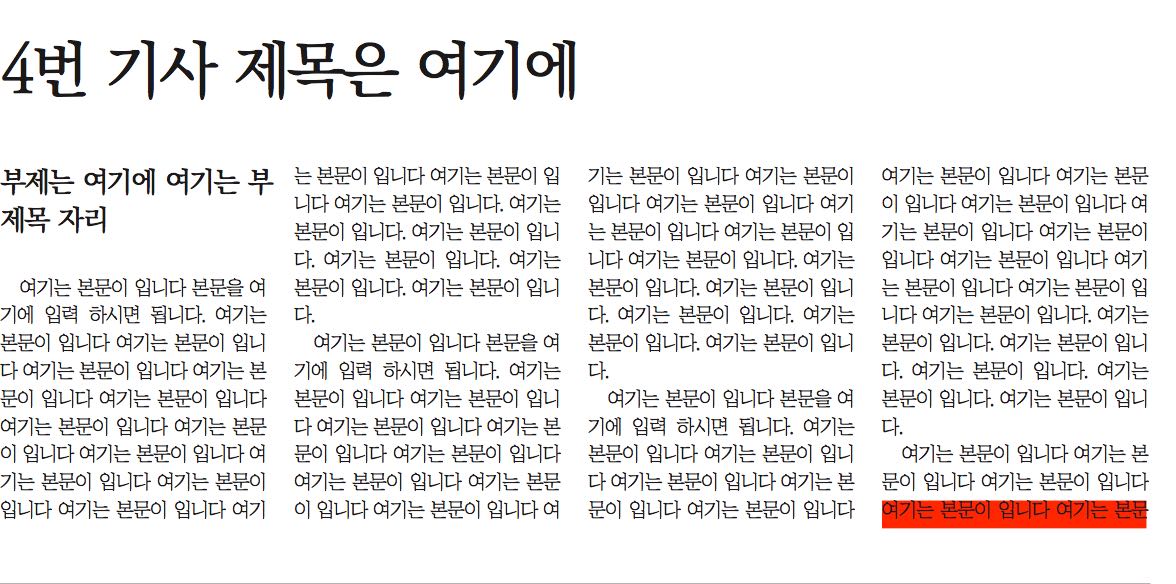 4번 기사 제목은 여기에
부제는 여기에 여기는 부
제목 자리
여기는 본문이 입니다 본문을 여
기에 입력 하시면 됩니다. 여기는
본문이 입니다 여기는 본문이 입니
다 여기는 본문이 입니다 여기는 본
문이 입니다 여기는 본문이 입니다
여기는 본문이 입니다 여기는 본문
이 입니다 여기는 본문이 입니다 여
기는 본문이 입니다 여기는 본문이
입니다 여기는 본문이 입니다 여기
는 본문이 입니다 여기는 본문이 입
니다 여기는 본문이 입니다. 여기는
본문이 입니다. 여기는 본문이 입니
다. 여기는 본문이 입니다. 여기는
본문이 입니다. 여기는 본문이 입니
다.
여기는 본문이 입니다 본문을 여
기에 입력 하시면 됩니다. 여기는
본문이 입니다 여기는 본문이 입니
다 여기는 본문이 입니다 여기는 본
문이 입니다 여기는 본문이 입니다
여기는 본문이 입니다 여기는 본문
이 입니다 여기는 본문이 입니다 여
기는 본문이 입니다 여기는 본문이
입니다 여기는 본문이 입니다 여기
는 본문이 입니다 여기는 본문이 입
니다 여기는 본문이 입니다. 여기는
본문이 입니다. 여기는 본문이 입니
다. 여기는 본문이 입니다. 여기는
본문이 입니다. 여기는 본문이 입니
다.
여기는 본문이 입니다 본문을 여
기에 입력 하시면 됩니다. 여기는
본문이 입니다 여기는 본문이 입니
다 여기는 본문이 입니다 여기는 본
문이 입니다 여기는 본문이 입니다
여기는 본문이 입니다 여기는 본문
이 입니다 여기는 본문이 입니다 여
기는 본문이 입니다 여기는 본문이
입니다 여기는 본문이 입니다 여기
는 본문이 입니다 여기는 본문이 입
니다 여기는 본문이 입니다. 여기는
본문이 입니다. 여기는 본문이 입니
다. 여기는 본문이 입니다. 여기는
본문이 입니다. 여기는 본문이 입니
다.
여기는 본문이 입니다 여기는 본
문이 입니다 여기는 본문이 입니다
여기는 본문이 입니다 여기는 본문